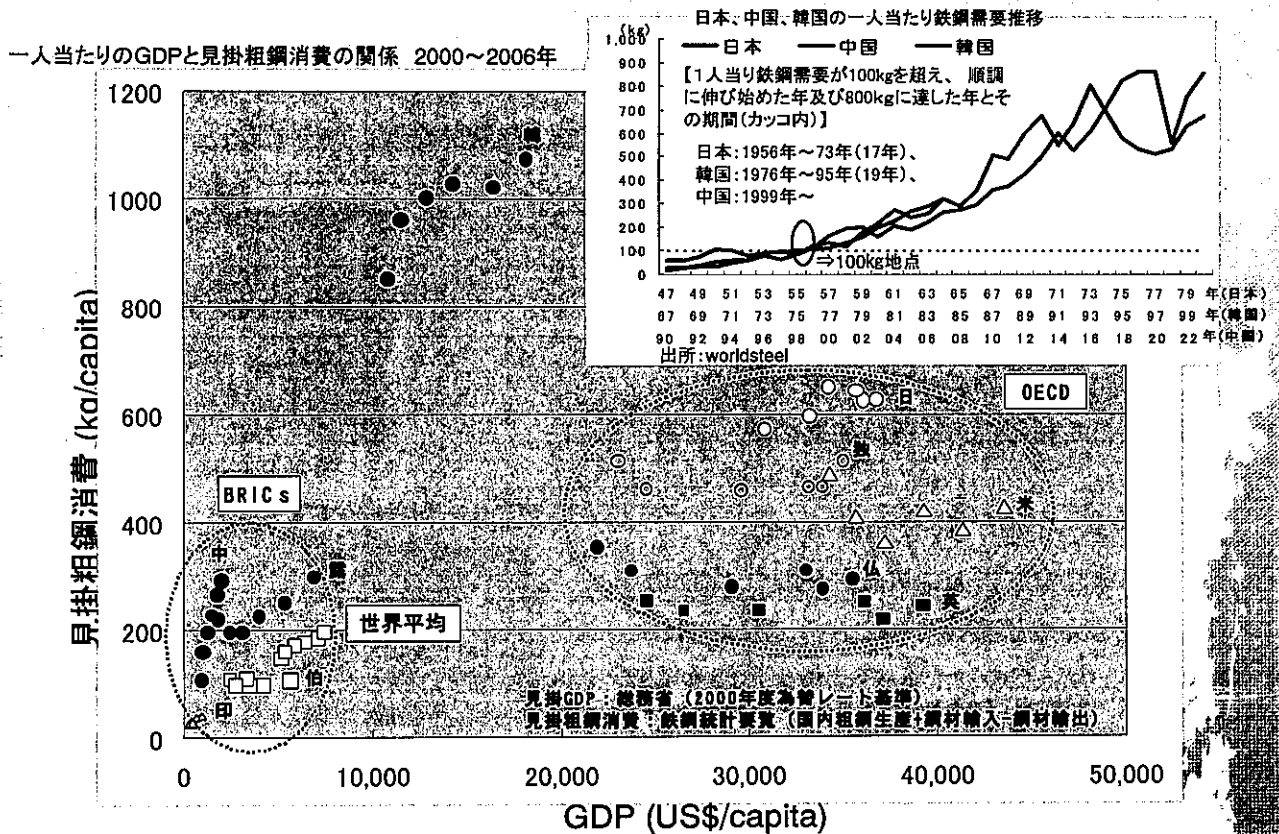 一人当たりのGDPと見掛粗鋼消費の関係 2000～2006年
日本、中国、韓国の一人当たり鉄鋼需要推移
(kg)
日本 中国 韓国
【1人当り鉄鋼需要が100kgを超え、 順調
に伸び始めた年及び800kgに達した年とそ
の期間(カッコ内)】
日本:1956年～73年(17年)、
韓国:1976年～95年(19年)、
中国:1999年～
⇒100kg地点
1,000
900
800
700
600
500
400
300
200
100
0
47 49 51 53 55 57 59 61 63 65 67 69 71 73 75 77 79 年(日本)
67 69 71 73 75 77 79 81 83 85 87 89 91 93 95 97 99 年(韓国)
90 92 94 96 98 00 02 04 06 08 10 12 14 16 18 20 22 年(中国)
出所:worldsteel
見掛粗鋼消費 (kg/capita)
1200
1000
800
600
400
200
0
韓
OECD
日
独
米
仏
英
BRICs
中
露
世界平均
伯
印
見掛GDP:総務省 (2000年度為替レート基準)
見掛粗鋼消費:鉄鋼統計要覧 (国内粗鋼生産+鋼材輸入-鋼材輸出)
0 10,000 20,000 30,000 40,000 50,000
GDP (US$/capita)